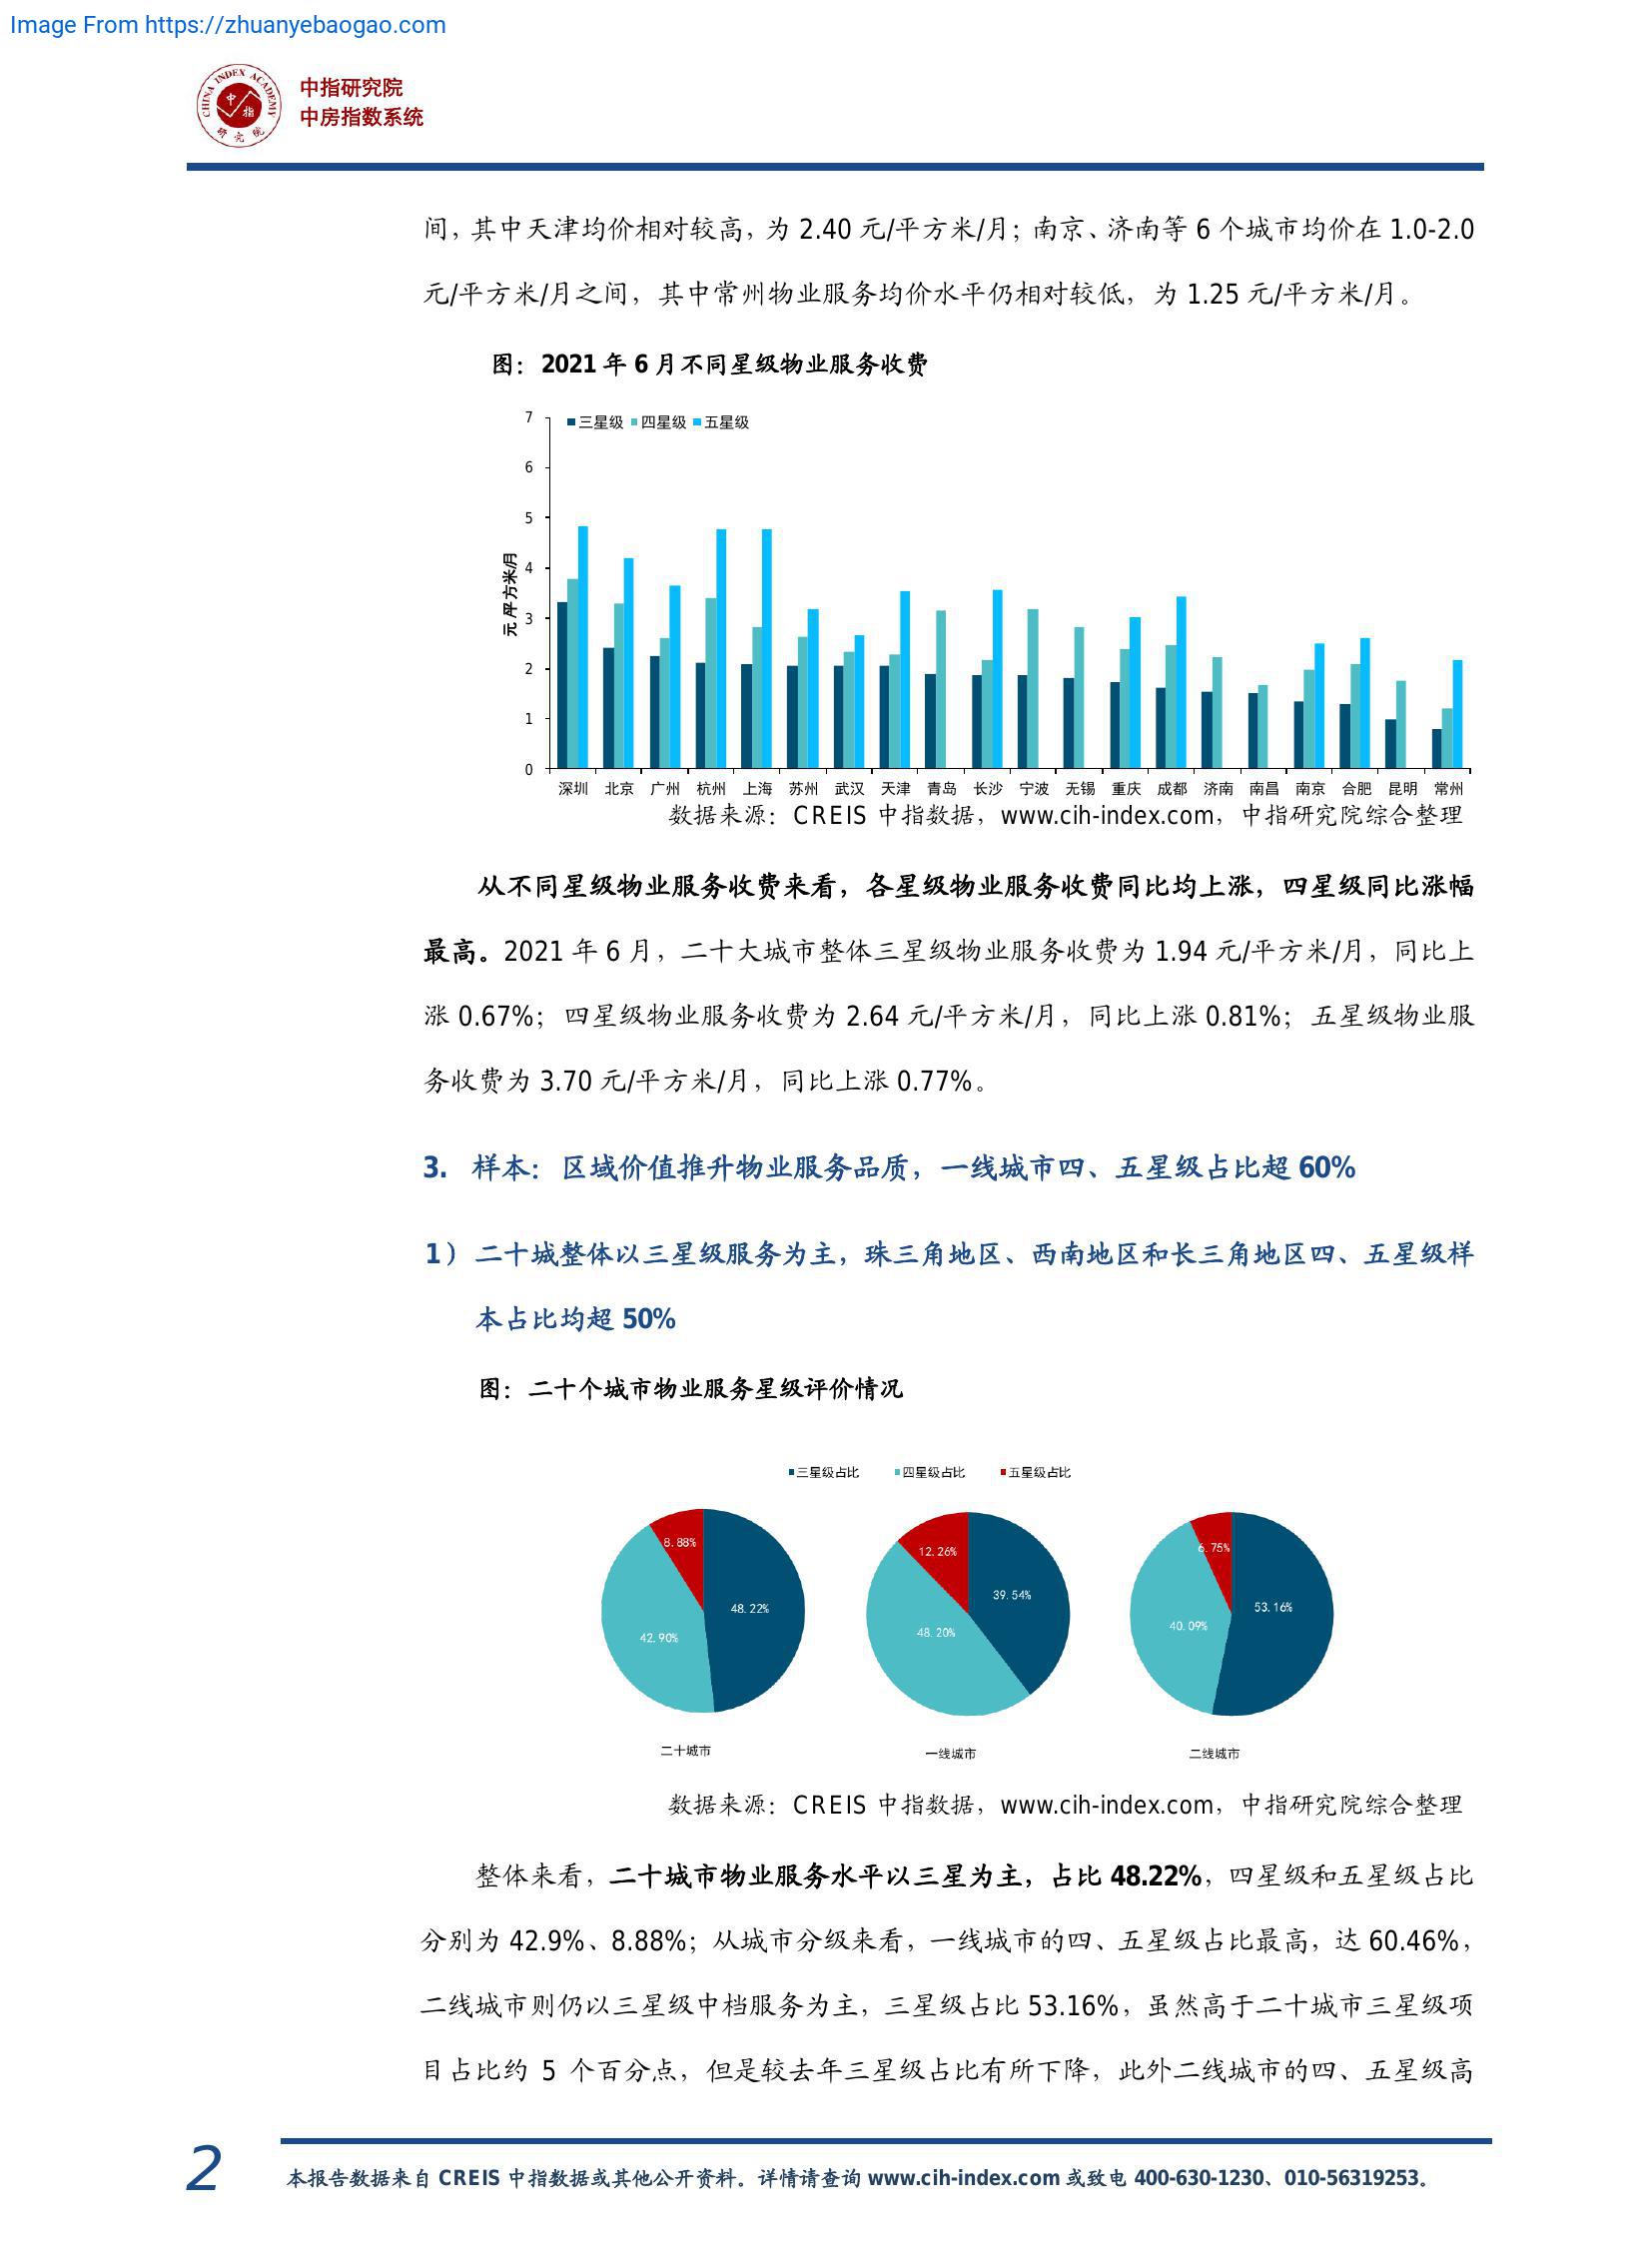 Image From https://zhuanyebaogao.com
CHINA INDEX ACADEMY
中指
研究院
中指研究院
中房指数系统
间，其中天津均价相对较高，为 2.40 元/平方米/月；南京、济南等 6 个城市均价在 1.0-2.0
元/平方米/月之间，其中常州物业服务均价水平仍相对较低，为 1.25 元/平方米/月。
图：2021 年 6 月不同星级物业服务收费
三星级 四星级 五星级
元/平方米/月
7
6
5
4
3
2
1
0
深圳 北京 广州 杭州 上海 苏州 武汉 天津 青岛 长沙 宁波 无锡 重庆 成都 济南 南昌 南京 合肥 昆明 常州
数据来源：CREIS 中指数据，www.cih-index.com，中指研究院综合整理
从不同星级物业服务收费来看，各星级物业服务收费同比均上涨，四星级同比涨幅
最高。2021 年 6 月，二十大城市整体三星级物业服务收费为 1.94 元/平方米/月，同比上
涨 0.67%；四星级物业服务收费为 2.64 元/平方米/月，同比上涨 0.81%；五星级物业服
务收费为 3.70 元/平方米/月，同比上涨 0.77%。
3. 样本：区域价值推升物业服务品质，一线城市四、五星级占比超 60%
1） 二十城整体以三星级服务为主，珠三角地区、西南地区和长三角地区四、五星级样
本占比均超 50%
图：二十个城市物业服务星级评价情况
三星级占比 四星级占比 五星级占比
8.88% 48.22% 42.90%
12.26% 39.54% 48.20%
6.75% 53.16% 40.09%
二十城市 一线城市 二线城市
数据来源：CREIS 中指数据，www.cih-index.com，中指研究院综合整理
整体来看，二十城市物业服务水平以三星为主，占比 48.22%，四星级和五星级占比
分别为 42.9%、8.88%；从城市分级来看，一线城市的四、五星级占比最高，达 60.46%，
二线城市则仍以三星级中档服务为主，三星级占比 53.16%，虽然高于二十城市三星级项
目占比约 5 个百分点，但是较去年三星级占比有所下降，此外二线城市的四、五星级高
2
本报告数据来自 CREIS 中指数据或其他公开资料。详情请查询 www.cih-index.com 或致电 400-630-1230、010-56319253。